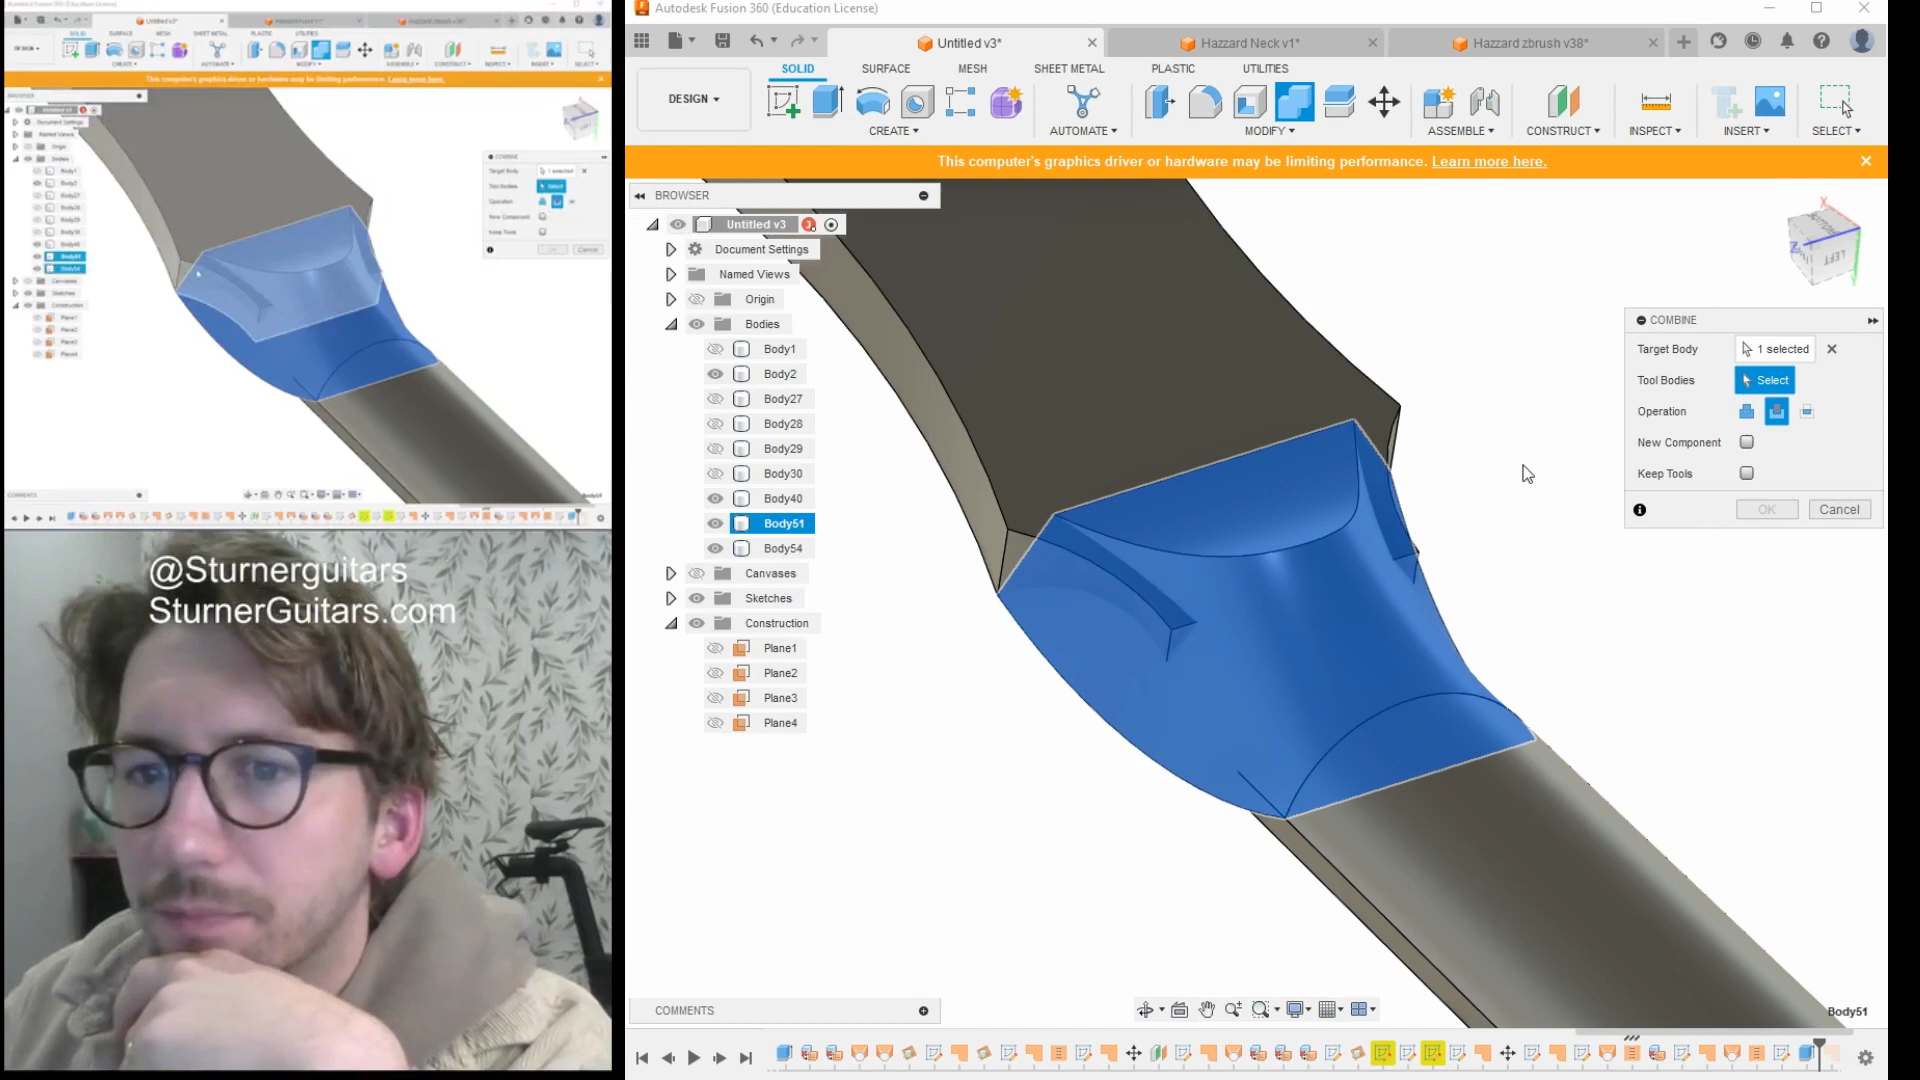 Autodesk Fusion 360 (Education License)
Untitled v3*
Hazzard Neck v1*
Hazzard zbrush v38*
SOLID
SURFACE
MESH
SHEET METAL
PLASTIC
UTILITIES
DESIGN
CREATE
AUTOMATE
MODIFY
ASSEMBLE
CONSTRUCT
INSPECT
INSERT
SELECT
This computer's graphics driver or hardware may be limiting performance. Learn more here.
BROWSER
Untitled v3
Document Settings
Named Views
Origin
Bodies
Body1
Body2
Body27
Body28
Body29
Body30
Body40
Body51
Body54
Canvases
Sketches
Construction
Plane1
Plane2
Plane3
Plane4
BOTTOM
LEFT
X
Z
Y
COMBINE
Target Body
1 selected
Tool Bodies
Select
Operation
New Component
Keep Tools
OK
Cancel
COMMENTS
Body51
@Sturnerguitars
SturnerGuitars.com